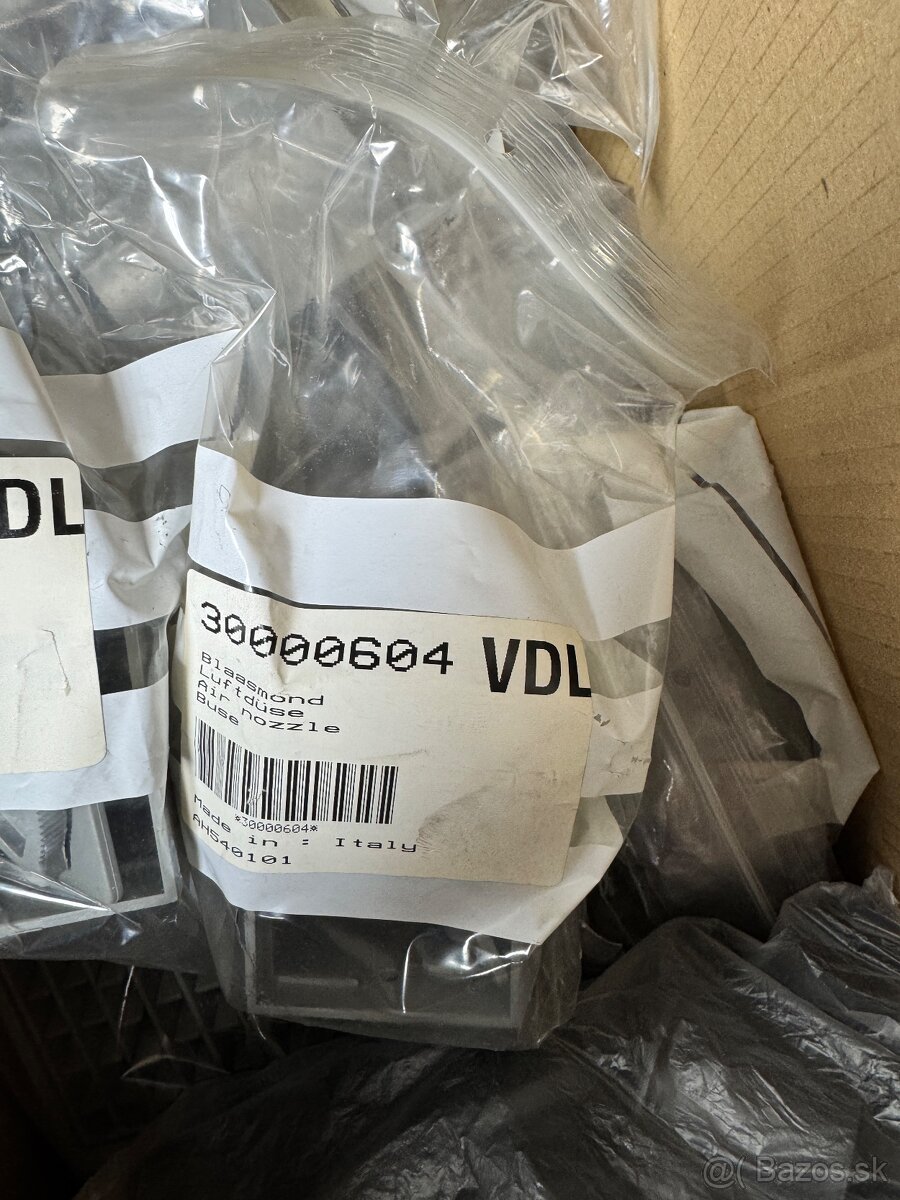 DL
30000604 VDL
Blaasmond
Luftdüse
Air nozzle
Buse
*30000604*
Made in : Italy
AH540101
@( Bazos.sk